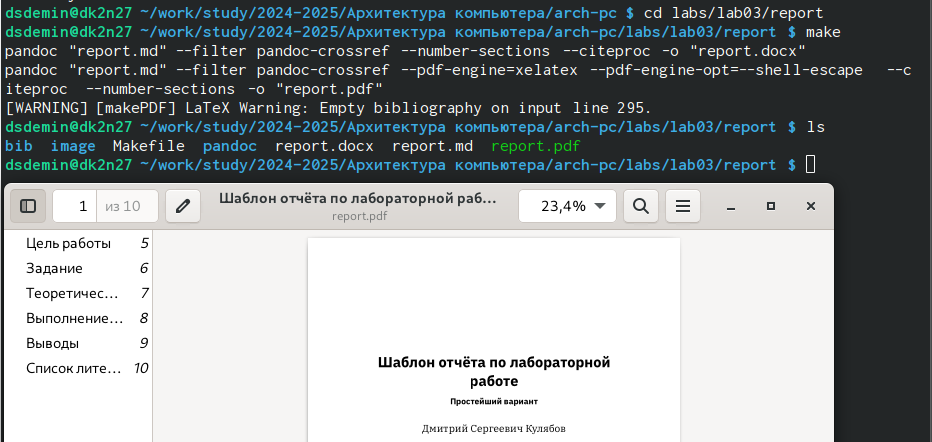 dsdemin@dk2n27 ~/work/study/2024-2025/Архитектура компьютера/arch-pc $ cd labs/lab03/report
dsdemin@dk2n27 ~/work/study/2024-2025/Архитектура компьютера/arch-pc/labs/lab03/report $ make
pandoc "report.md" --filter pandoc-crossref --number-sections --citeproc -o "report.docx"
pandoc "report.md" --filter pandoc-crossref --pdf-engine=xelatex --pdf-engine-opt=--shell-escape  --c
iteproc  --number-sections -o "report.pdf"
[WARNING] [makePDF] LaTeX Warning: Empty bibliography on input line 295.
dsdemin@dk2n27 ~/work/study/2024-2025/Архитектура компьютера/arch-pc/labs/lab03/report $ ls
bib  image  Makefile  pandoc  report.docx  report.md  report.pdf
dsdemin@dk2n27 ~/work/study/2024-2025/Архитектура компьютера/arch-pc/labs/lab03/report $
1 из 10
Шаблон отчёта по лабораторной раб…
report.pdf
23,4%
Цель работы 5
Задание 6
Теоретичес… 7
Выполнение… 8
Выводы 9
Список лите… 10
Шаблон отчёта по лабораторной
работе
Простейший вариант
Дмитрий Сергеевич Кулябов